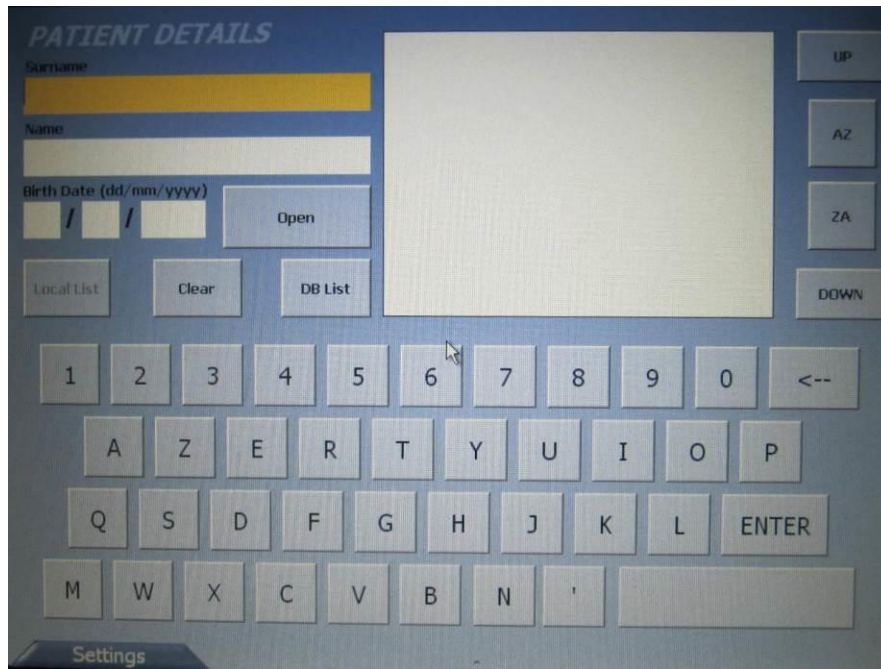 PATIENT DETAILS
Surname
UP
AZ
Name
Birth Date (dd/mm/yyyy)
/ / Open ZA
Local List Clear DB List DOWN
1 2 3 4 5 6 7 8 9 0 <--
A Z E R T Y U I O P
Q S D F G H J K L ENTER
M W X C V B N '
Settings